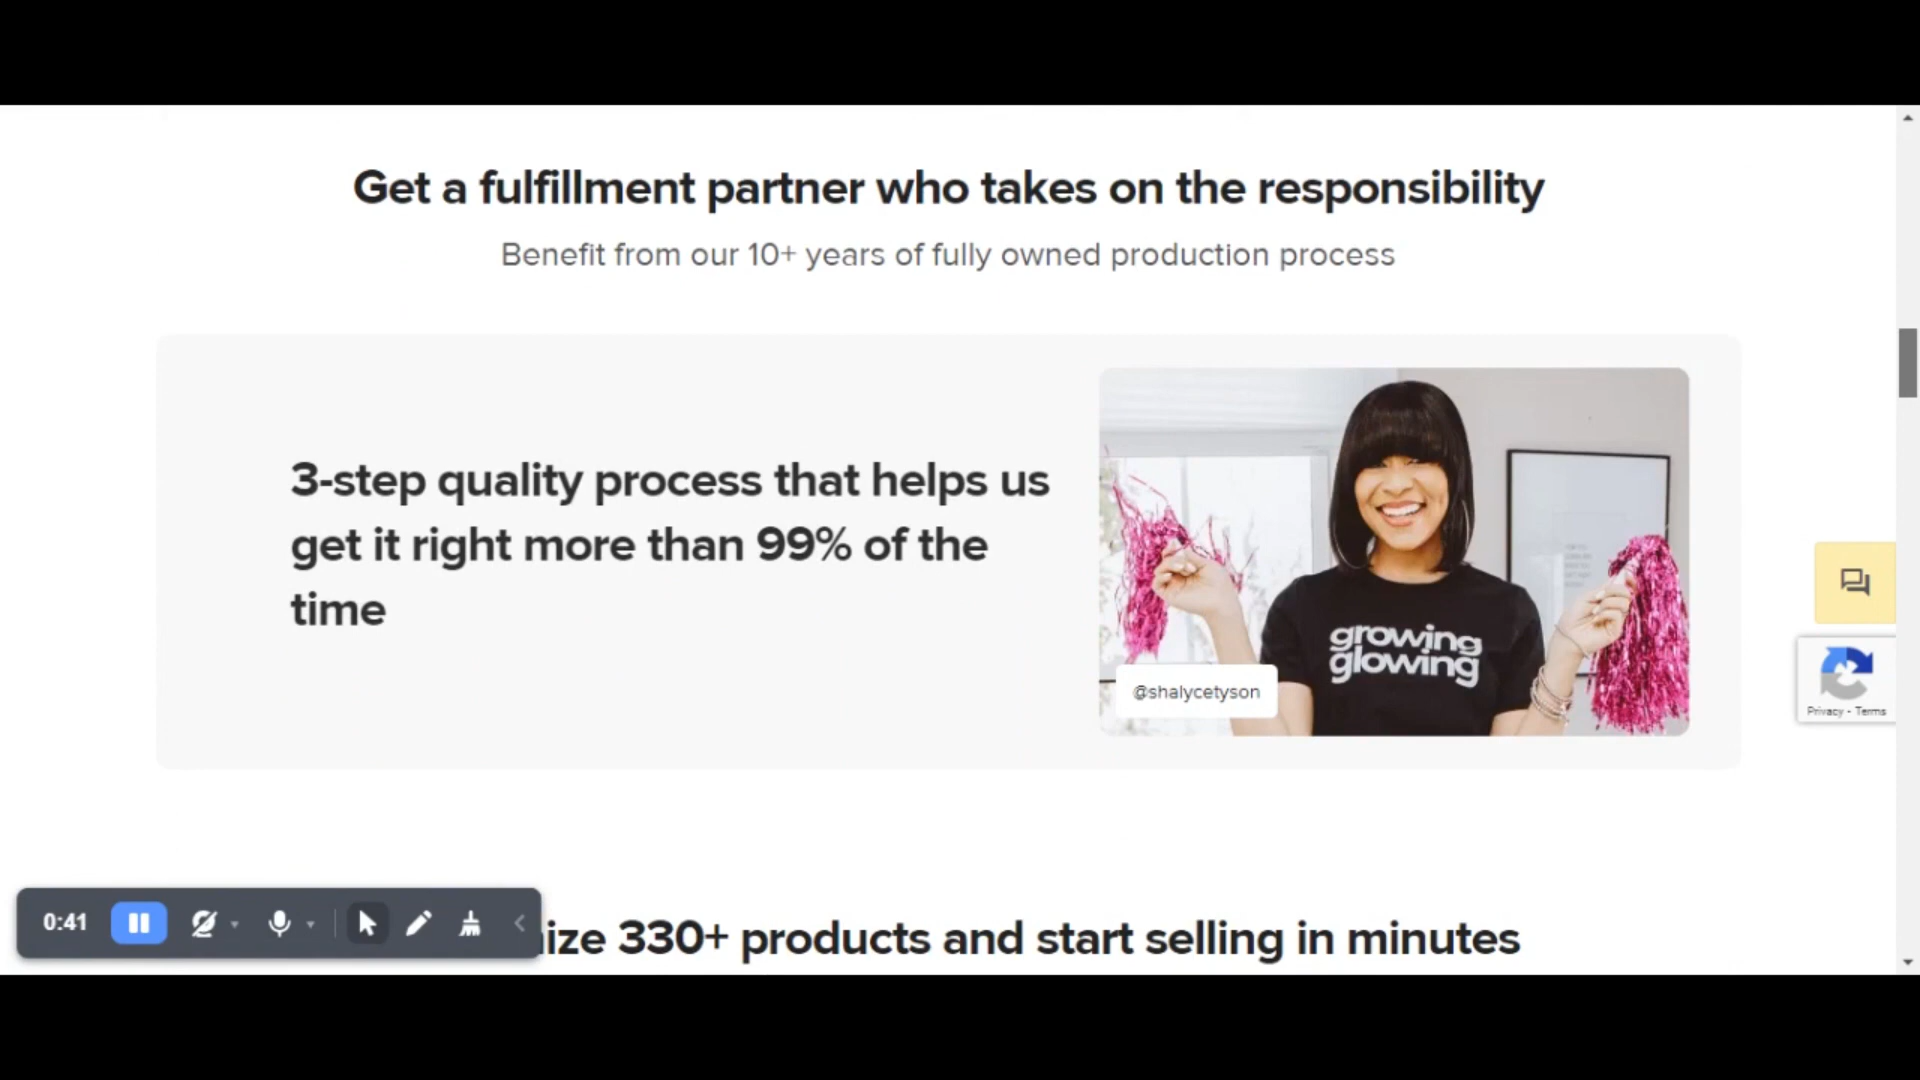 Get a fulfillment partner who takes on the responsibility
Benefit from our 10+ years of fully owned production process
3-step quality process that helps us
get it right more than 99% of the
time
growing
glowing
@shalycetyson
Privacy - Terms
0:41
ize 330+ products and start selling in minutes